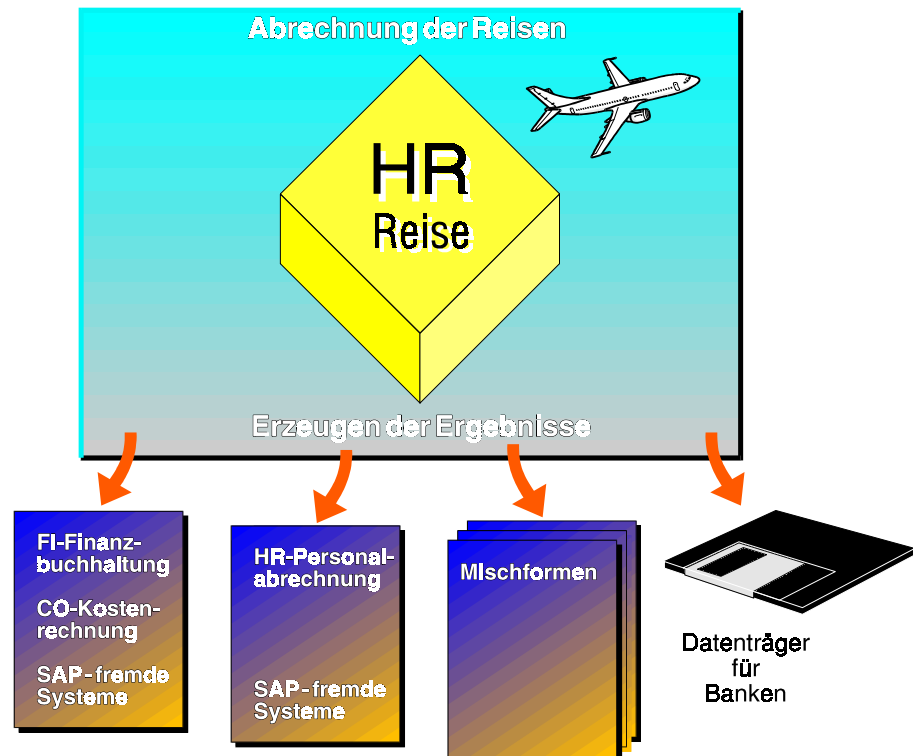 Abrechnung der Reisen
HR
Reise
Erzeugen der Ergebnisse
FI-Finanz-
buchhaltung
CO-Kosten-
rechnung
SAP-fremde
Systeme
HR-Personal-
abrechnung
SAP-fremde
Systeme
MIschformen
Datenträger
für
Banken